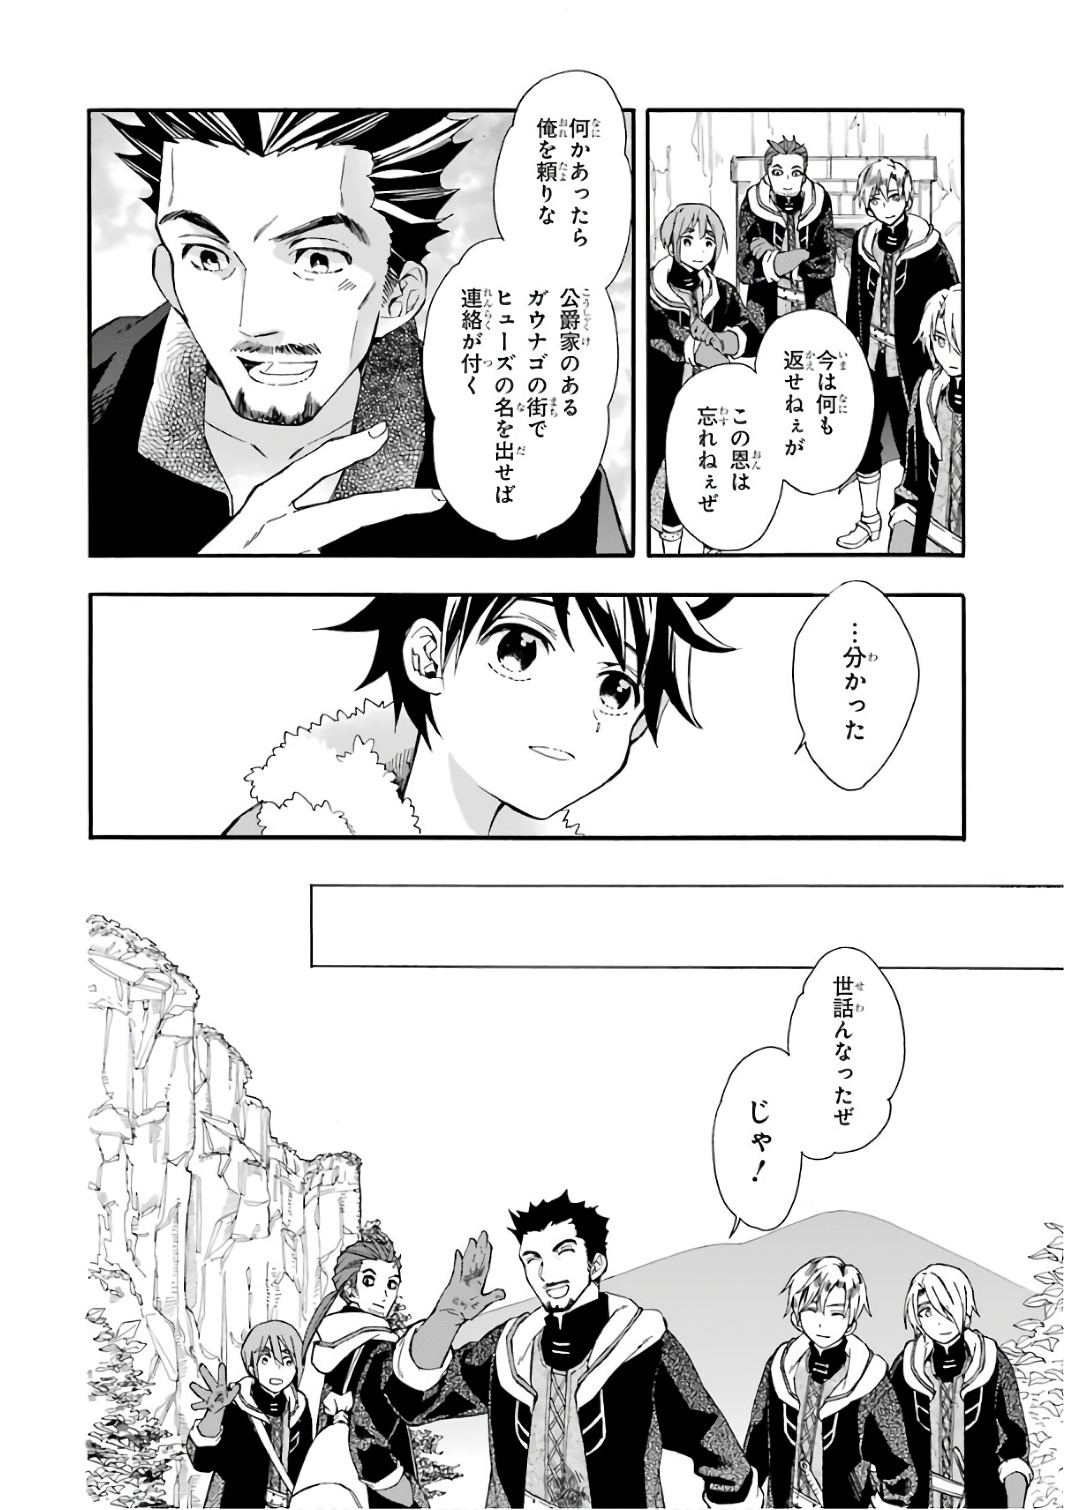 今は何も
返せねぇが
この恩は
忘れねぇぜ
何かあったら
俺を頼りな
公爵家のある
ガウナゴの街で
ヒューズの名を出せば
連絡が付く
…分かった
世話んなったぜ
じゃ！